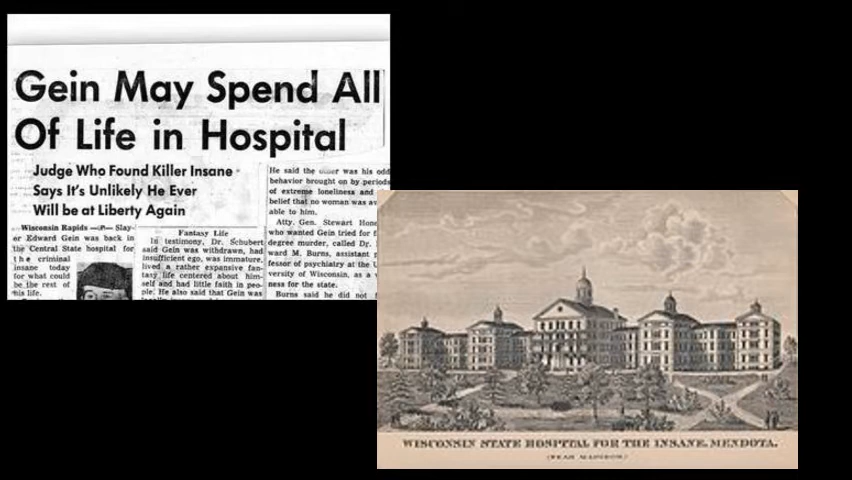 Gein May Spend All
Of Life in Hospital
Judge Who Found Killer Insane
Says It's Unlikely He Ever
Will be at Liberty Again
Wisconsin Rapids —AP— Slay-
er Edward Gein was back in
the Central State hospital for
the criminal
insane today
for what could
be the rest of
his life.
Fantasy Life
In testimony, Dr. Schubert
said Gein was withdrawn, had
insufficient ego, was immature,
lived a rather expansive fan-
tasy life centered about him-
self and had little faith in peo-
ple. He also said that Gein was
He said the other was his odd
behavior brought on by periods
of extreme loneliness and
belief that no woman was av
able to him.
Atty. Gen. Stewart Hone
who wanted Gein tried for f
degree murder, called Dr.
ward M. Burns, assistant p
fessor of psychiatry at the U
versity of Wisconsin, as a
ness for the state.
Burns said he did not
WISCONSIN STATE HOSPITAL FOR THE INSANE, MENDOTA.
(NEAR MADISON)